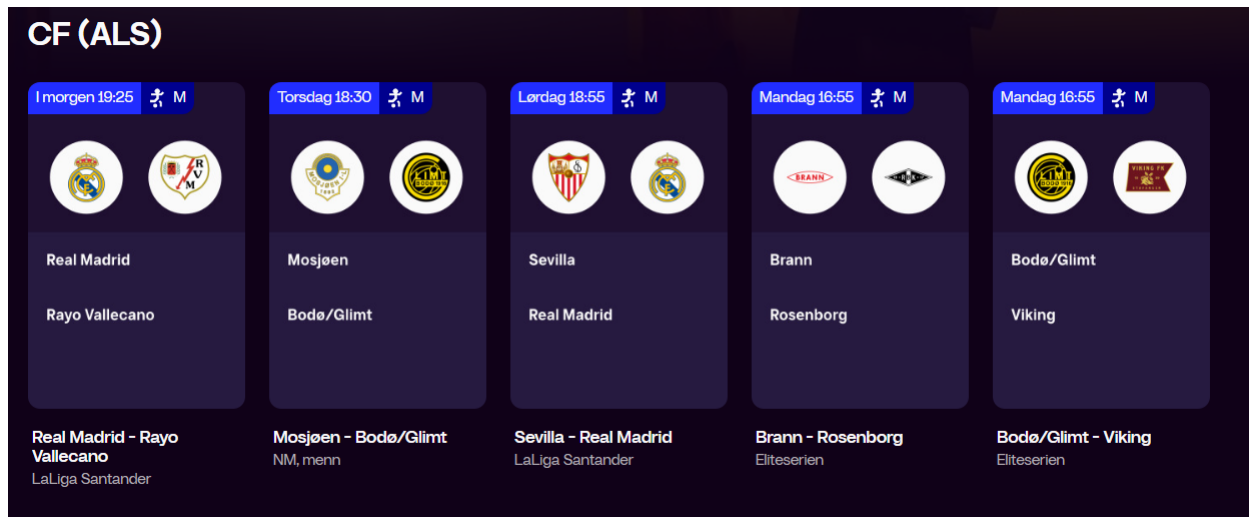 CF (ALS)
I morgen 19:25 M
Real Madrid
Rayo Vallecano
Real Madrid - Rayo
Vallecano
LaLiga Santander
Torsdag 18:30 M
Mosjøen
Bodø/Glimt
Mosjøen - Bodø/Glimt
NM, menn
Lørdag 18:55 M
Sevilla
Real Madrid
Sevilla - Real Madrid
LaLiga Santander
Mandag 16:55 M
BRANN
Brann
Rosenborg
Brann - Rosenborg
Eliteserien
Mandag 16:55 M
VIKING FK
Bodø/Glimt
Viking
Bodø/Glimt - Viking
Eliteserien